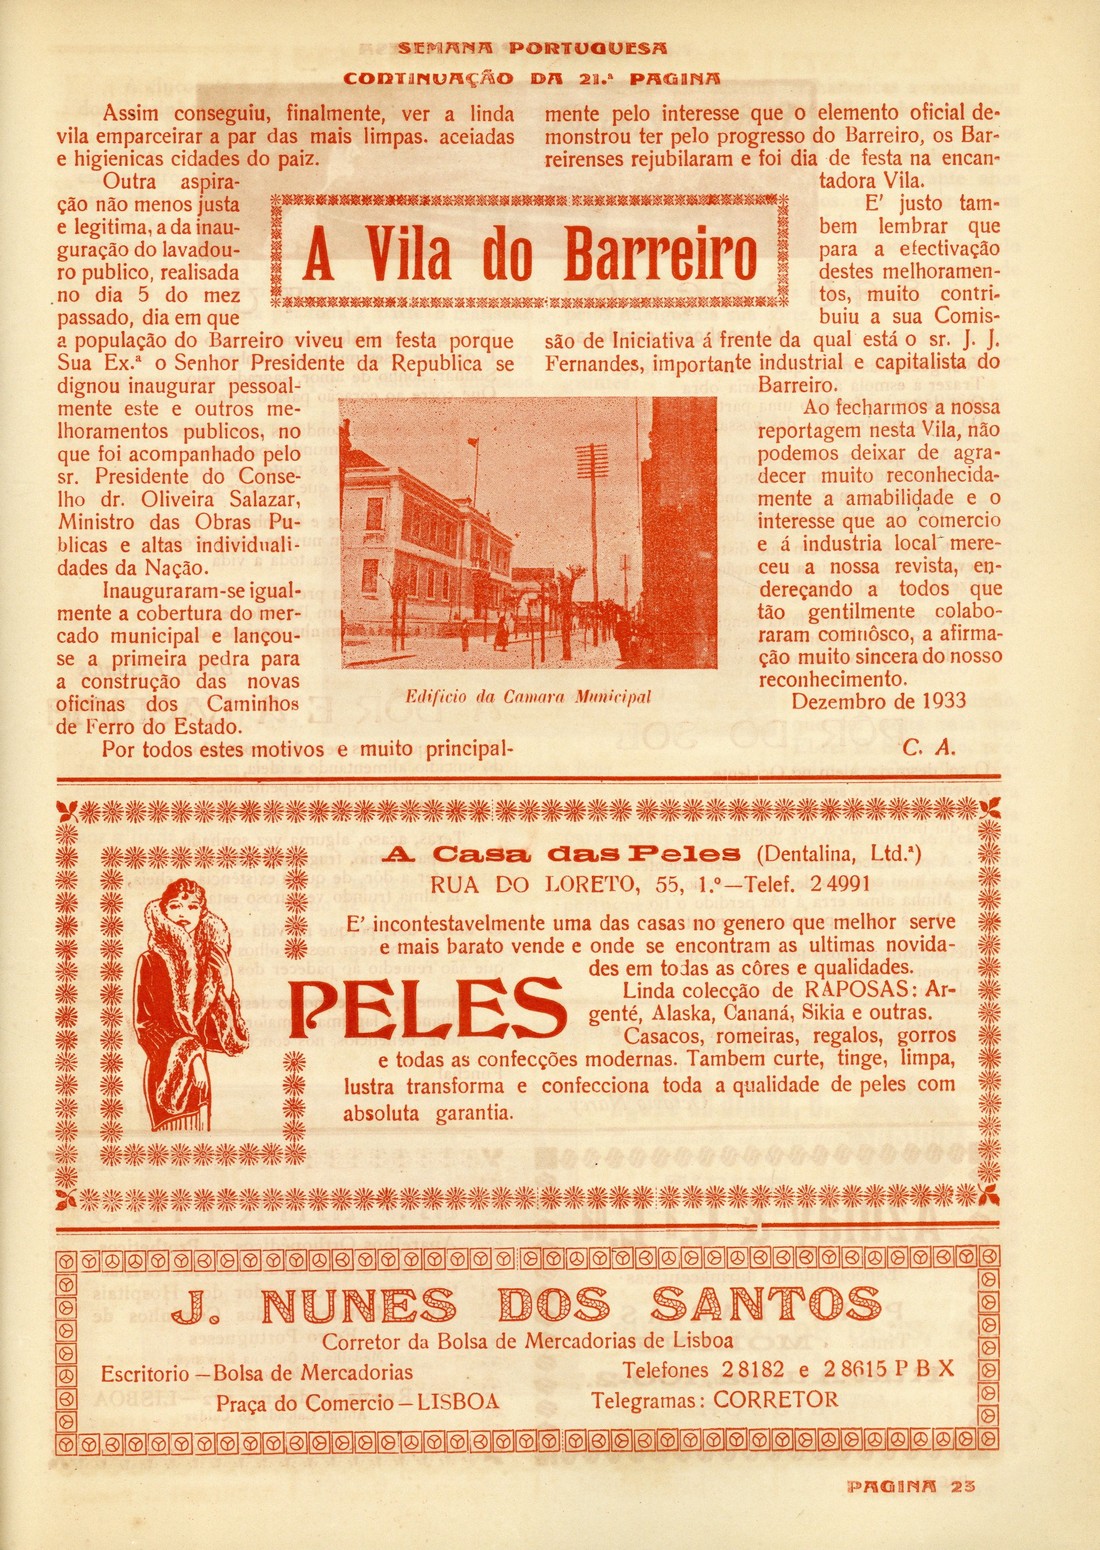 SEMANA PORTUGUESA
CONTINUAÇÃO DA 21.ª PAGINA
Assim conseguiu, finalmente, ver a linda
vila emparceirar a par das mais limpas. aceiadas
e higienicas cidades do paiz.
Outra aspira-
ção não menos justa
e legitima, a da inau-
guração do lavadou-
ro publico, realisada
no dia 5 do mez
passado, dia em que
a população do Barreiro viveu em festa porque
Sua Ex.ª o Senhor Presidente da Republica se
dignou inaugurar pessoal-
mente este e outros me-
lhoramentos publicos, no
que foi acompanhado pelo
sr. Presidente do Conse-
lho dr. Oliveira Salazar,
Ministro das Obras Pu-
blicas e altas individuali-
dades da Nação.
Inauguraram-se igual-
mente a cobertura do mer-
cado municipal e lançou-
se a primeira pedra para
a construção das novas
oficinas dos Caminhos
de Ferro do Estado.
Por todos estes motivos e muito principal-
A Vila do Barreiro
Edificio da Camara Municipal
mente pelo interesse que o elemento oficial de-
monstrou ter pelo progresso do Barreiro, os Bar-
reirenses rejubilaram e foi dia de festa na encan-
tadora Vila.
E' justo tam-
bem lembrar que
para a efectivação
destes melhoramen-
tos, muito contri-
buiu a sua Comis-
são de Iniciativa á frente da qual está o sr. J. J.
Fernandes, importante industrial e capitalista do
Barreiro.
Ao fecharmos a nossa
reportagem nesta Vila, não
podemos deixar de agra-
decer muito reconhecida-
mente a amabilidade e o
interesse que ao comercio
e á industria local mere-
ceu a nossa revista, en-
dereçando a todos que
tão gentilmente colabo-
raram comnôsco, a afirma-
ção muito sincera do nosso
reconhecimento.
Dezembro de 1933
C. A.
A Casa das Peles (Dentalina, Ltd.ª)
RUA DO LORETO, 55, 1.º—Telef. 2 4991
E' incontestavelmente uma das casas no genero que melhor serve
e mais barato vende e onde se encontram as ultimas novida-
des em todas as côres e qualidades.
PELES
Linda colecção de RAPOSAS: Ar-
genté, Alaska, Cananá, Sikia e outras.
Casacos, romeiras, regalos, gorros
e todas as confecções modernas. Tambem curte, tinge, limpa,
lustra transforma e confecciona toda a qualidade de peles com
absoluta garantia.
J. NUNES DOS SANTOS
Corretor da Bolsa de Mercadorias de Lisboa
Escritorio—Bolsa de Mercadorias
Praça do Comercio—LISBOA
Telefones 2 8182 e 2 8615 P B X
Telegramas: CORRETOR
PAGINA 23